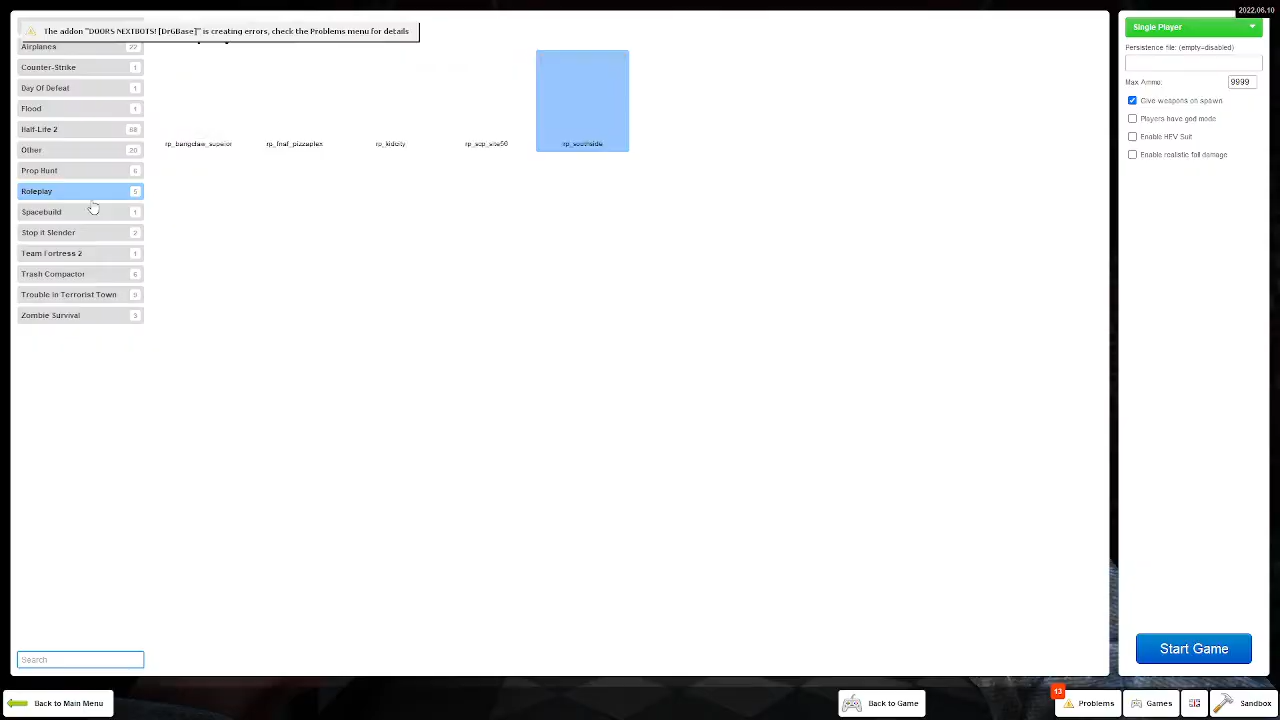 2022.06.10
The addon "DOORS NEXTBOTS! [DrGBase]" is creating errors, check the Problems menu for details
Airplanes 22
Counter-Strike 1
Day Of Defeat 1
Flood 1
Half-Life 2 68
Other 20
Prop Hunt 6
Roleplay 5
Spacebuild 1
Stop it Slender 2
Team Fortress 2 1
Trash Compactor 6
Trouble in Terrorist Town 9
Zombie Survival 3
Search
rp_bangclaw_supeior
rp_fnaf_pizzaplex
rp_kidcity
rp_scp_site56
rp_southside
Single Player
Persistence file: (empty=disabled)
Max Ammo: 9999
Give weapons on spawn
Players have god mode
Enable HEV Suit
Enable realistic fall damage
Start Game
Back to Main Menu
Back to Game
13
Problems
Games
Sandbox